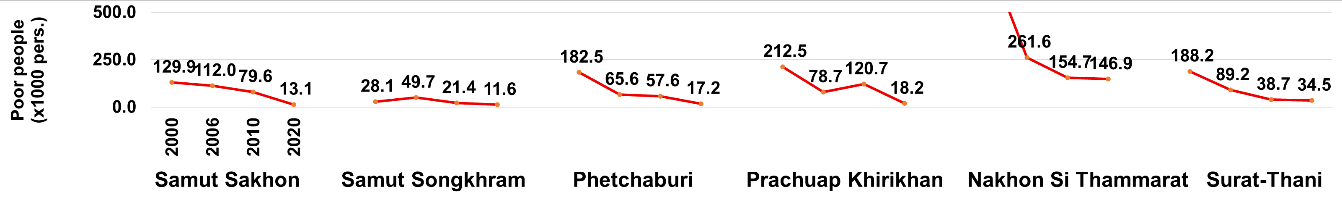 Poor people
(x1000 pers.)
500.0
250.0
0.0
129.9 112.0 79.6 13.1
28.1 49.7 21.4 11.6
182.5 65.6 57.6 17.2
212.5 78.7 120.7 18.2
261.6 154.7 146.9
188.2 89.2 38.7 34.5
2000 2006 2010 2020
Samut Sakhon Samut Songkhram Phetchaburi Prachuap Khirikhan Nakhon Si Thammarat Surat-Thani